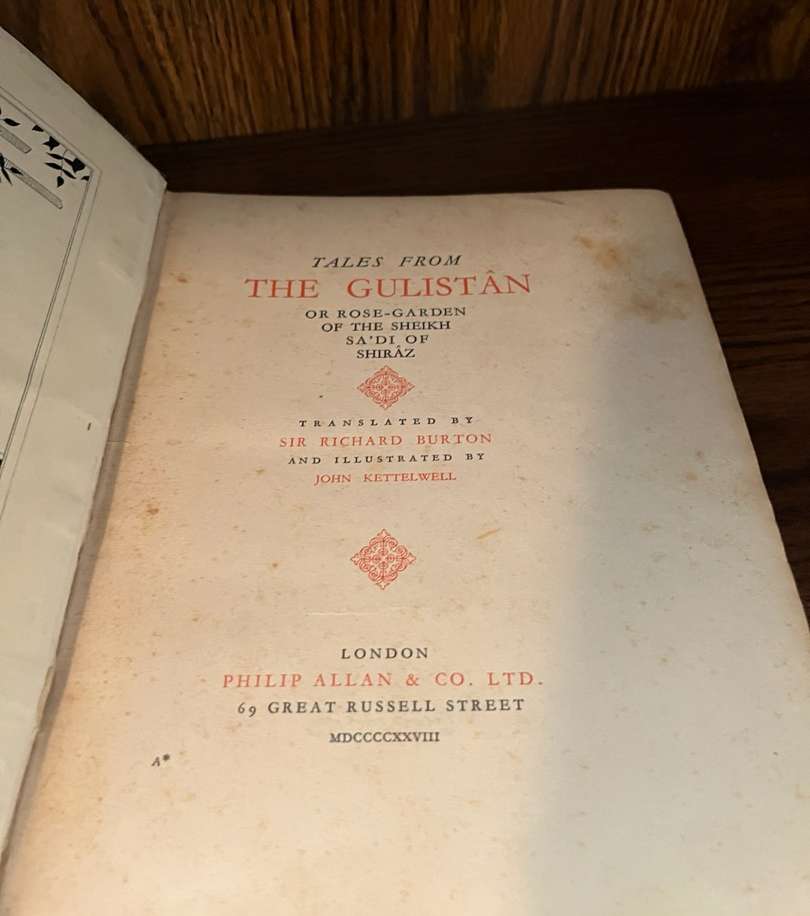 TALES FROM
THE GULISTÂN
OR ROSE-GARDEN
OF THE SHEIKH
SA'DI OF
SHIRÂZ
TRANSLATED BY
SIR RICHARD BURTON
AND ILLUSTRATED BY
JOHN KETTELWELL
LONDON
PHILIP ALLAN & CO. LTD.
69 GREAT RUSSELL STREET
MDCCCCXXVIII
A*